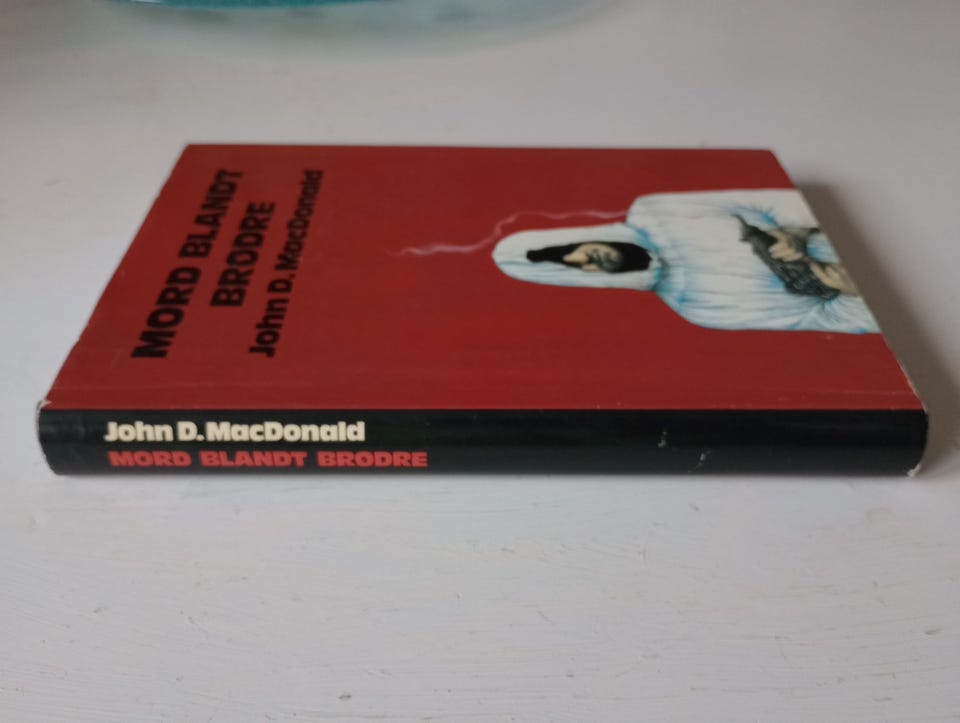 MORD BLANDT
BRODRE
John D. MacDonald
John D. MacDonald
MORD BLANDT BRODRE